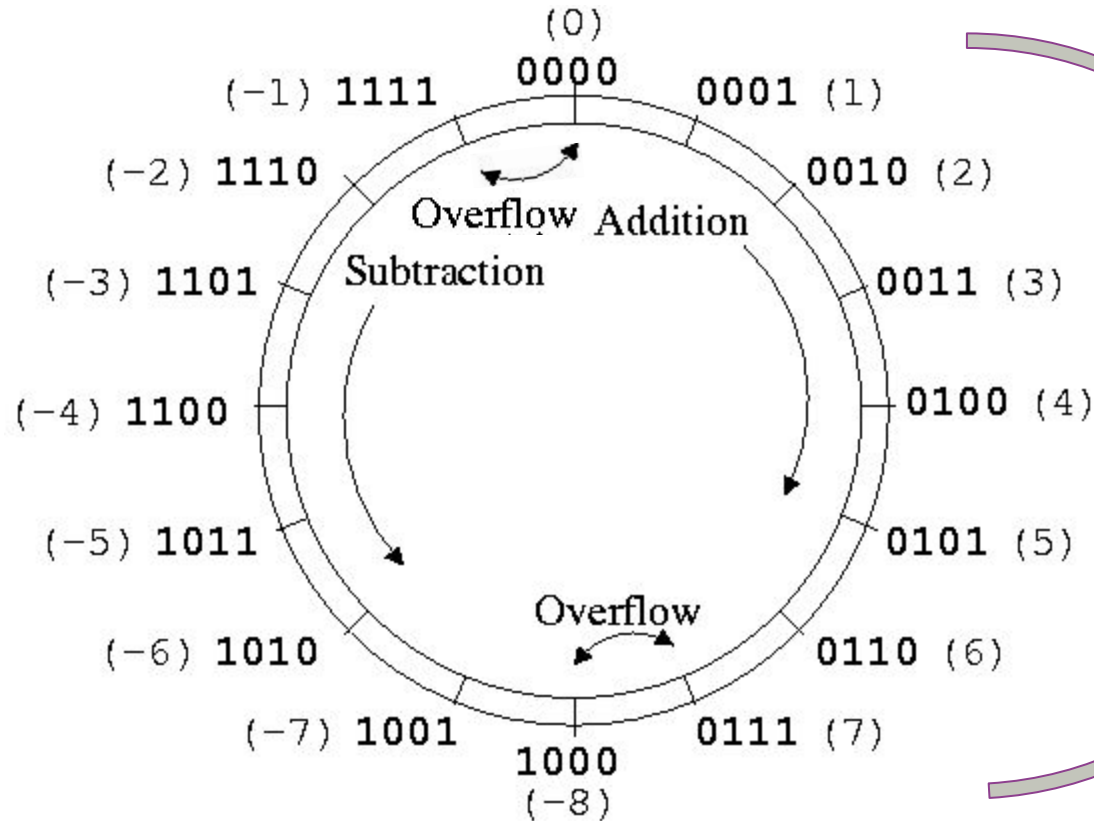 (0)
(-1) 1111 0000 0001 (1)
(-2) 1110 0010 (2)
Overflow Addition
Subtraction
(-3) 1101 0011 (3)
(-4) 1100 0100 (4)
(-5) 1011 0101 (5)
Overflow
(-6) 1010 0110 (6)
(-7) 1001 0111 (7)
1000
(-8)